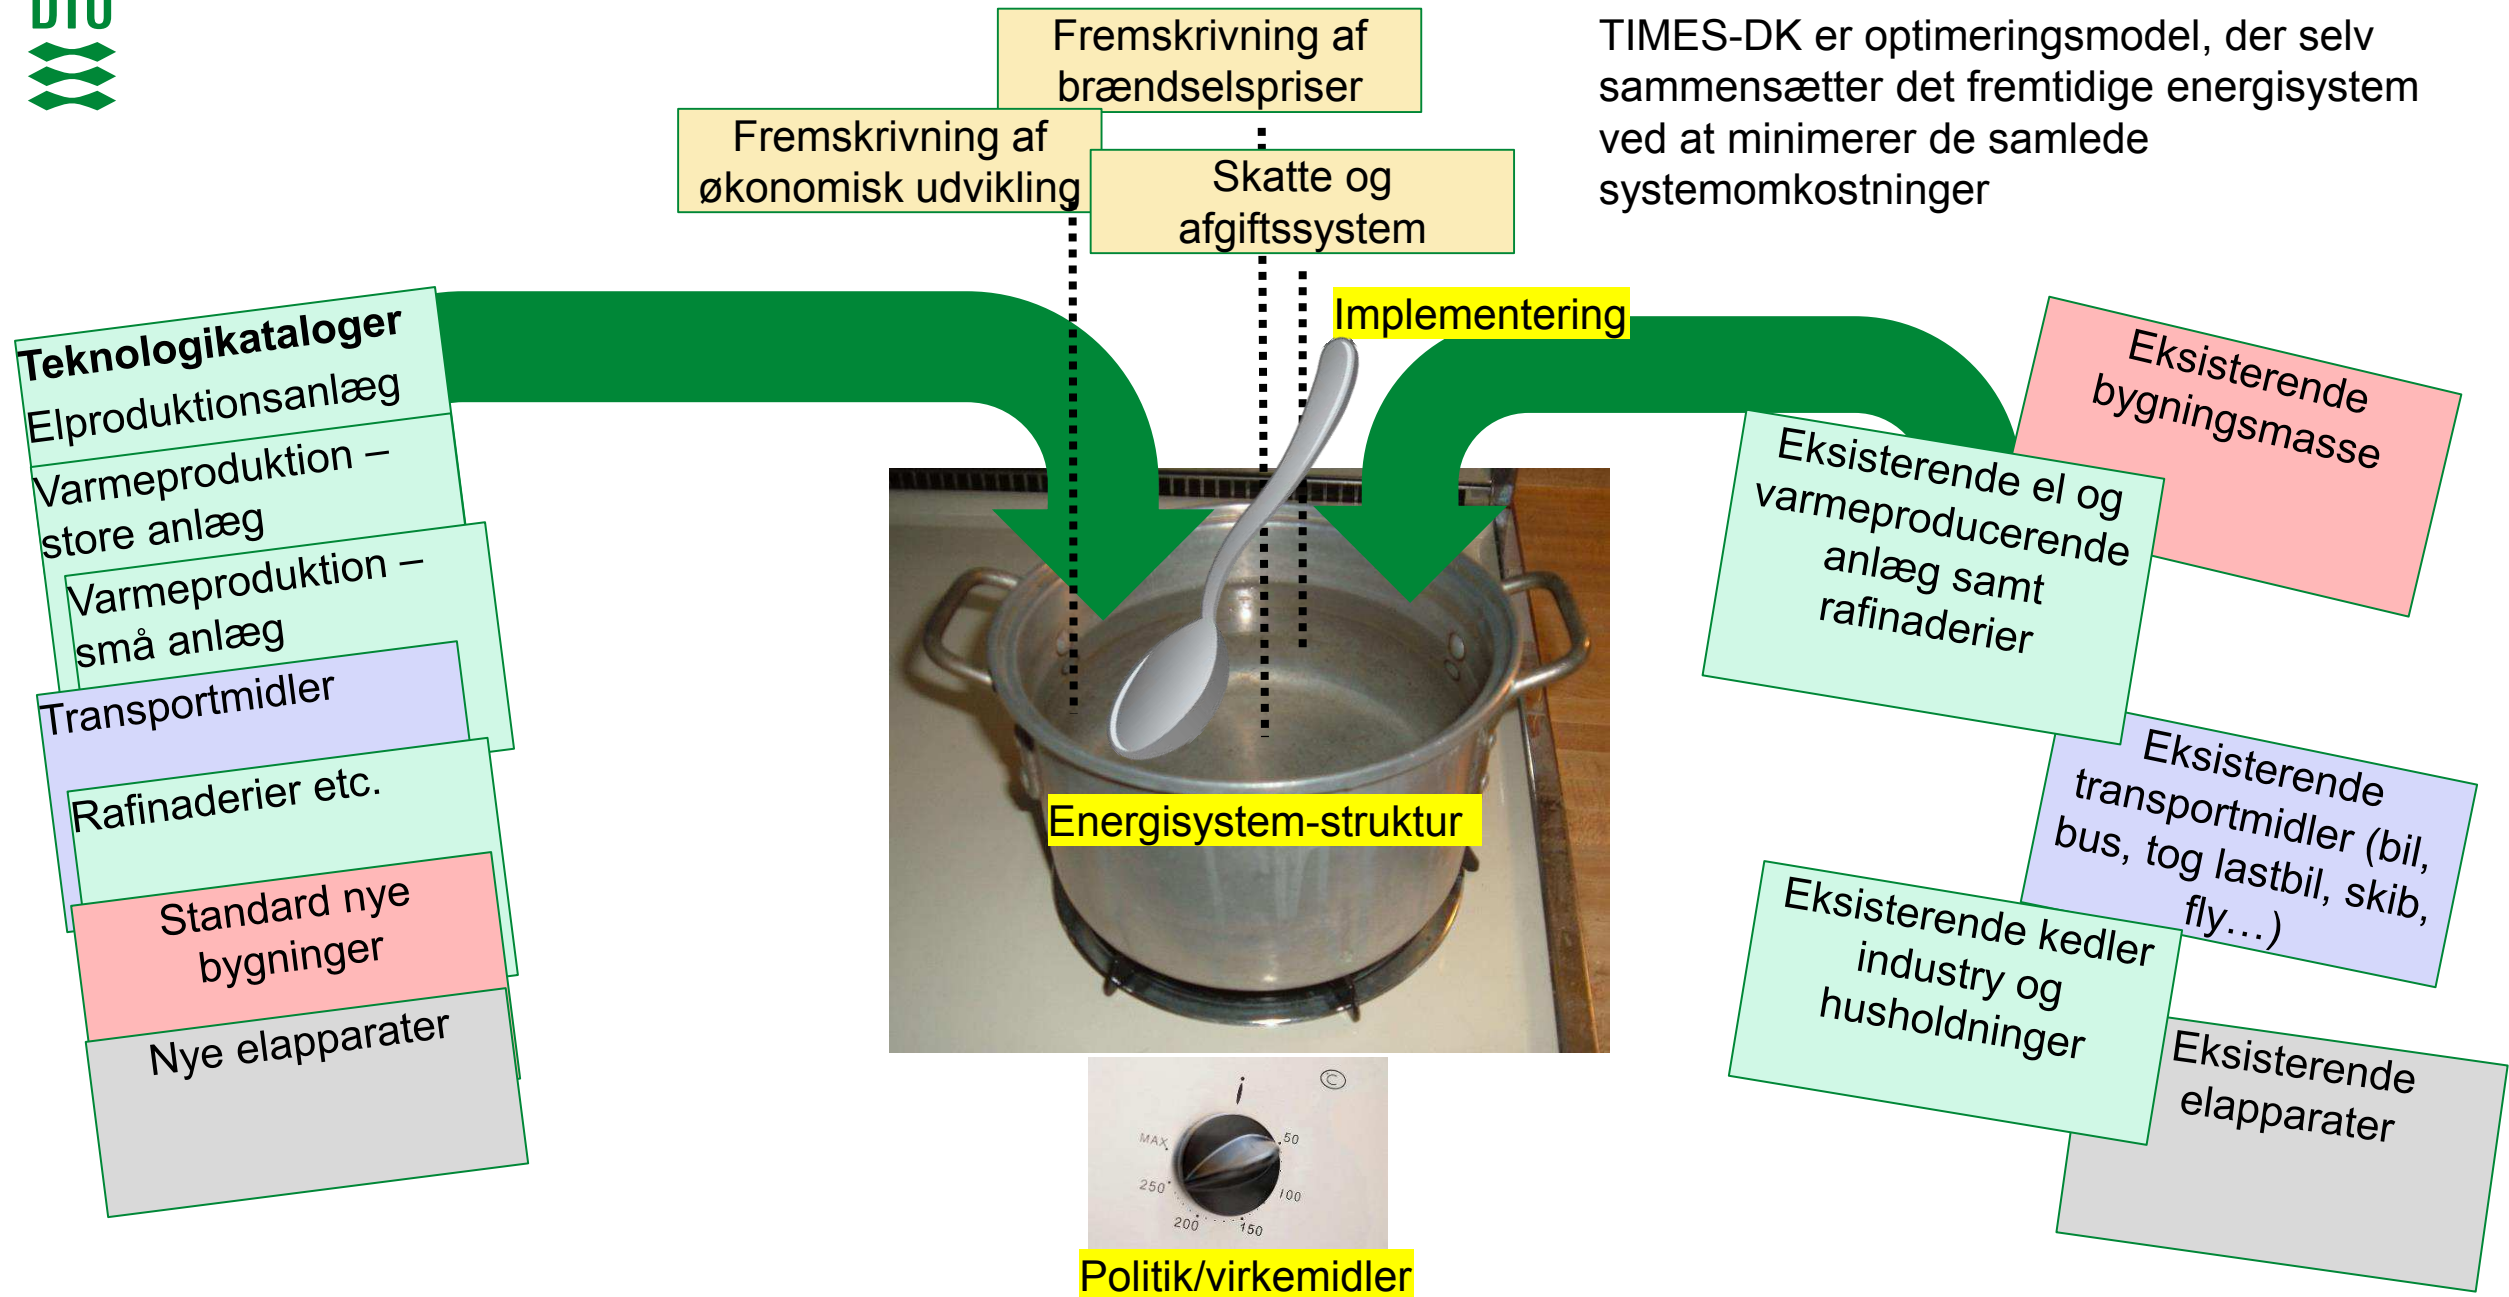 DTU
Fremskrivning af
brændselspriser
Fremskrivning af
økonomisk udvikling
Skatte og
afgiftssystem
TIMES-DK er optimeringsmodel, der selv
sammensætter det fremtidige energisystem
ved at minimerer de samlede
systemomkostninger
Implementering
Teknologikataloger
Elproduktionsanlæg
Varmeproduktion –
store anlæg
Varmeproduktion –
små anlæg
Transportmidler
Rafinaderier etc.
Standard nye
bygninger
Nye elapparater
Energisystem-struktur
MAX
50
100
150
200
250
©
Politik/virkemidler
Eksisterende
bygningsmasse
Eksisterende el og
varmeproducerende
anlæg samt
rafinaderier
Eksisterende
transportmidler (bil,
bus, tog lastbil, skib,
fly…)
Eksisterende kedler
industry og
husholdninger
Eksisterende
elapparater